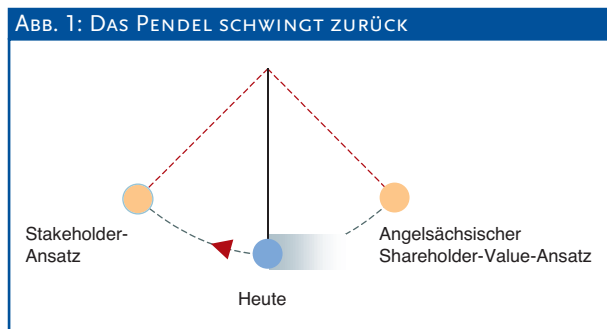 Abb. 1: Das Pendel schwingt zurück
Stakeholder-
Ansatz
Angelsächsischer
Shareholder-Value-Ansatz
Heute